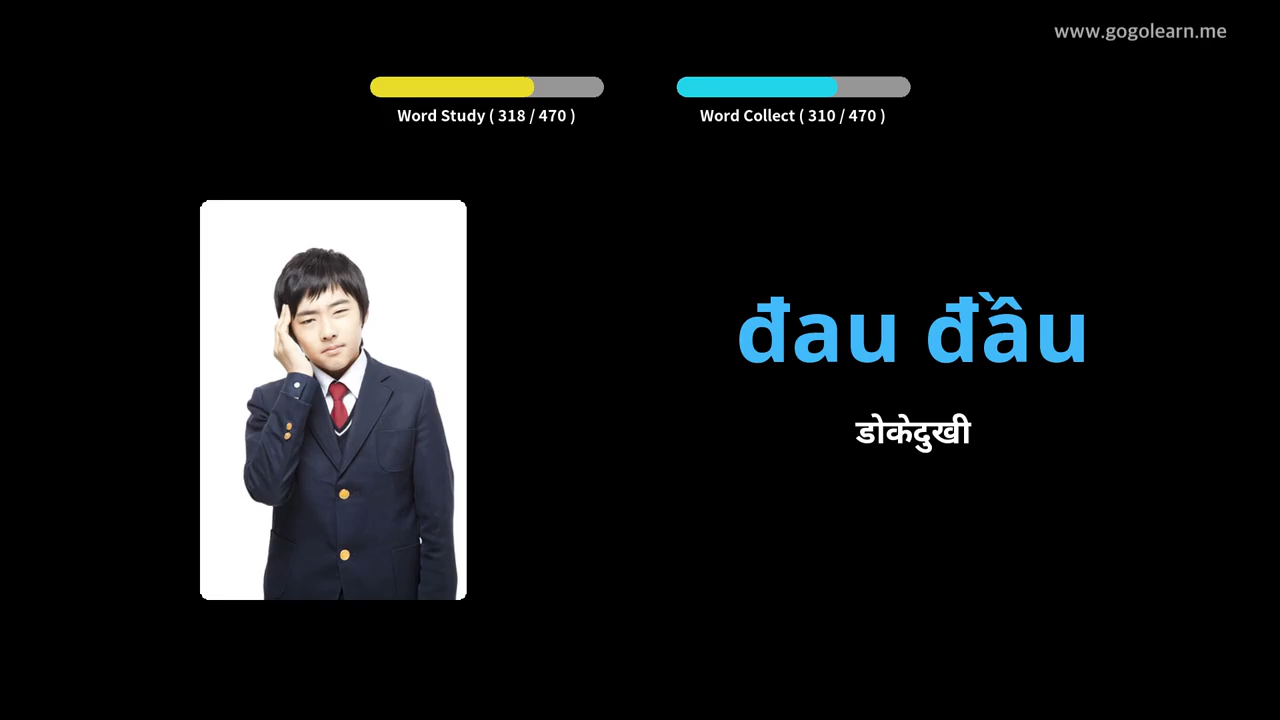 www.gogolearn.me
Word Study ( 318 / 470 )
Word Collect ( 310 / 470 )
đau đầu
डोकेदुखी